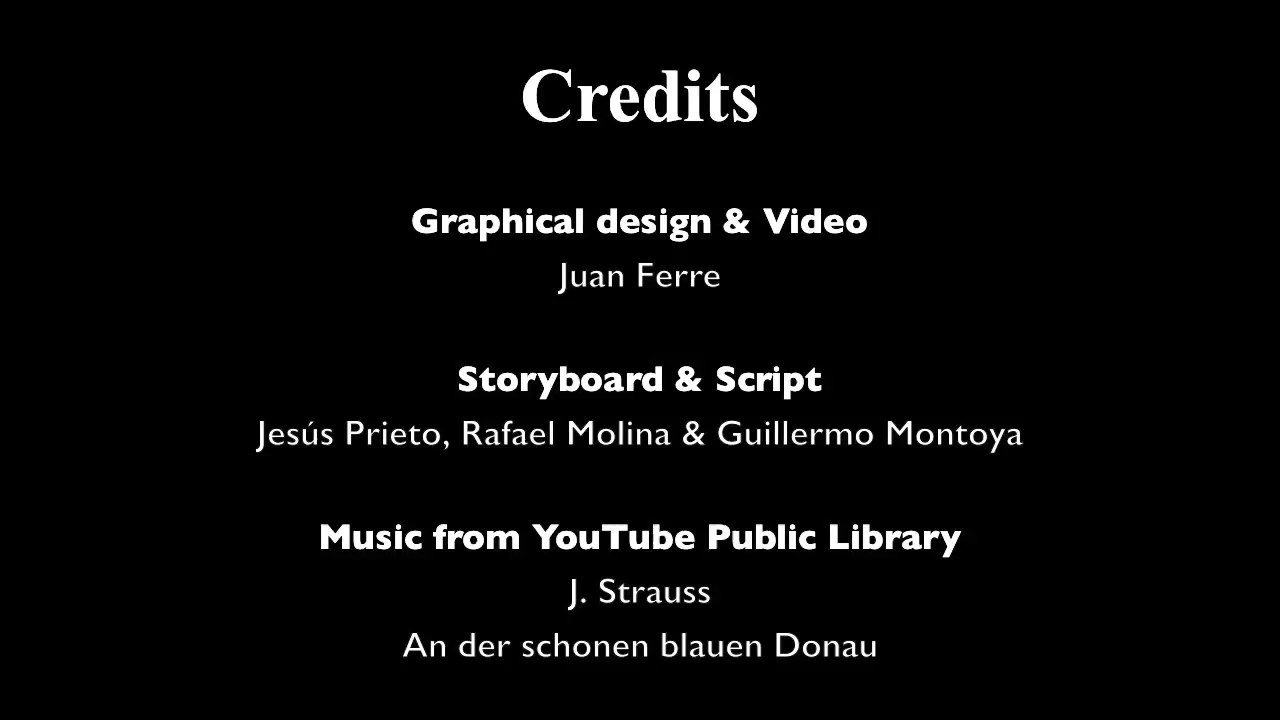 Credits
Graphical design & Video
Juan Ferre
Storyboard & Script
Jesús Prieto, Rafael Molina & Guillermo Montoya
Music from YouTube Public Library
J. Strauss
An der schonen blauen Donau